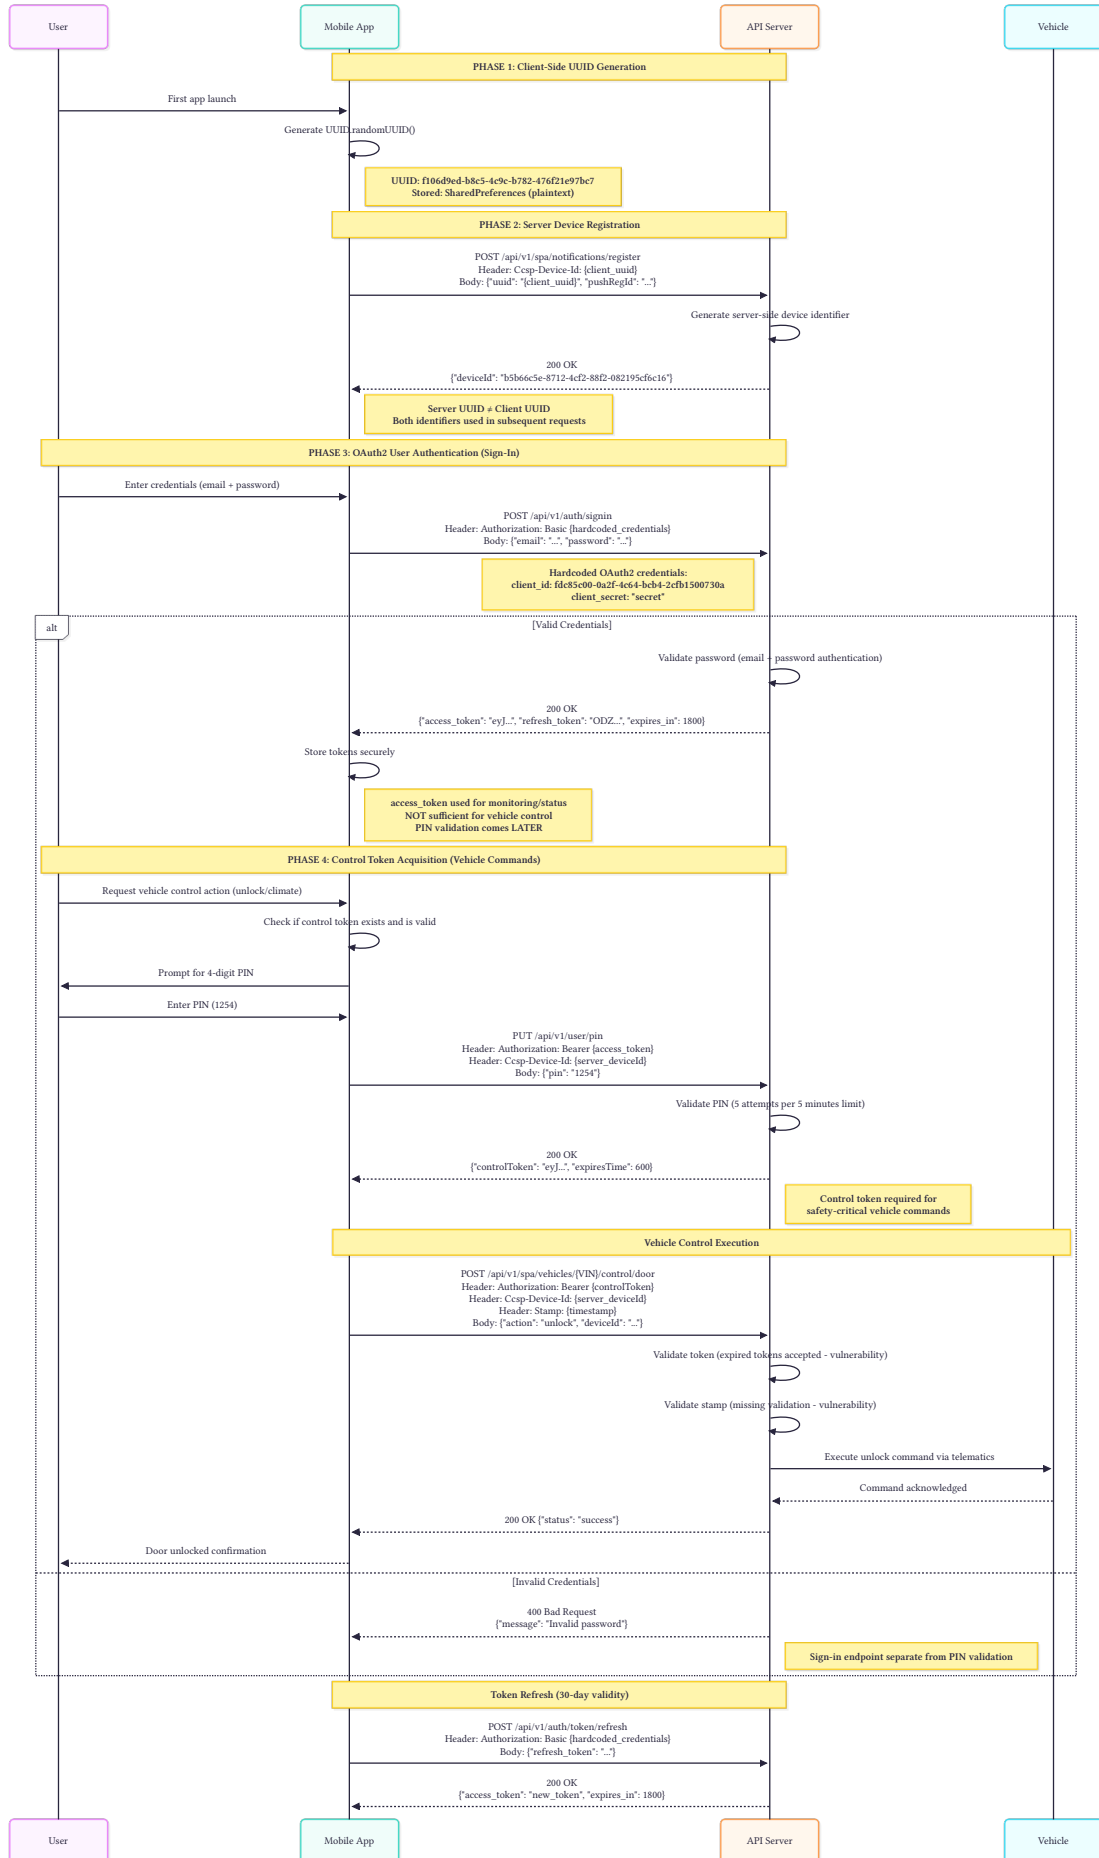 User
Mobile App
API Server
Vehicle
PHASE 1: Client-Side UUID Generation
First app launch
Generate UUID.randomUUID()
UUID: f106d9ed-b8c5-4c9c-b782-476f21e97bc7
Stored: SharedPreferences (plaintext)
PHASE 2: Server Device Registration
POST /api/v1/spa/notifications/register
Header: Ccsp-Device-Id: {client_uuid}
Body: {"uuid": "{client_uuid}", "pushRegId": "..."}
Generate server-side device identifier
200 OK
{"deviceId": "b5b66c5e-8712-4cf2-88f2-082195cf6c16"}
Server UUID ≠ Client UUID
Both identifiers used in subsequent requests
PHASE 3: OAuth2 User Authentication (Sign-In)
Enter credentials (email + password)
POST /api/v1/auth/signin
Header: Authorization: Basic {hardcoded_credentials}
Body: {"email": "...", "password": "..."}
Hardcoded OAuth2 credentials:
client_id: fdc85c00-0a2f-4c64-bcb4-2cfb1500730a
client_secret: "secret"
alt
[Valid Credentials]
Validate password (email + password authentication)
200 OK
{"access_token": "eyJ...", "refresh_token": "ODZ...", "expires_in": 1800}
Store tokens securely
access_token used for monitoring/status
NOT sufficient for vehicle control
PIN validation comes LATER
PHASE 4: Control Token Acquisition (Vehicle Commands)
Request vehicle control action (unlock/climate)
Check if control token exists and is valid
Prompt for 4-digit PIN
Enter PIN (1254)
PUT /api/v1/user/pin
Header: Authorization: Bearer {access_token}
Header: Ccsp-Device-Id: {server_deviceId}
Body: {"pin": "1254"}
Validate PIN (5 attempts per 5 minutes limit)
200 OK
{"controlToken": "eyJ...", "expiresTime": 600}
Control token required for
safety-critical vehicle commands
Vehicle Control Execution
POST /api/v1/spa/vehicles/{VIN}/control/door
Header: Authorization: Bearer {controlToken}
Header: Ccsp-Device-Id: {server_deviceId}
Header: Stamp: {timestamp}
Body: {"action": "unlock", "deviceId": "..."}
Validate token (expired tokens accepted - vulnerability)
Validate stamp (missing validation - vulnerability)
Execute unlock command via telematics
Command acknowledged
200 OK {"status": "success"}
Door unlocked confirmation
[Invalid Credentials]
400 Bad Request
{"message": "Invalid password"}
Sign-in endpoint separate from PIN validation
Token Refresh (30-day validity)
POST /api/v1/auth/token/refresh
Header: Authorization: Basic {hardcoded_credentials}
Body: {"refresh_token": "..."}
200 OK
{"access_token": "new_token", "expires_in": 1800}
User
Mobile App
API Server
Vehicle